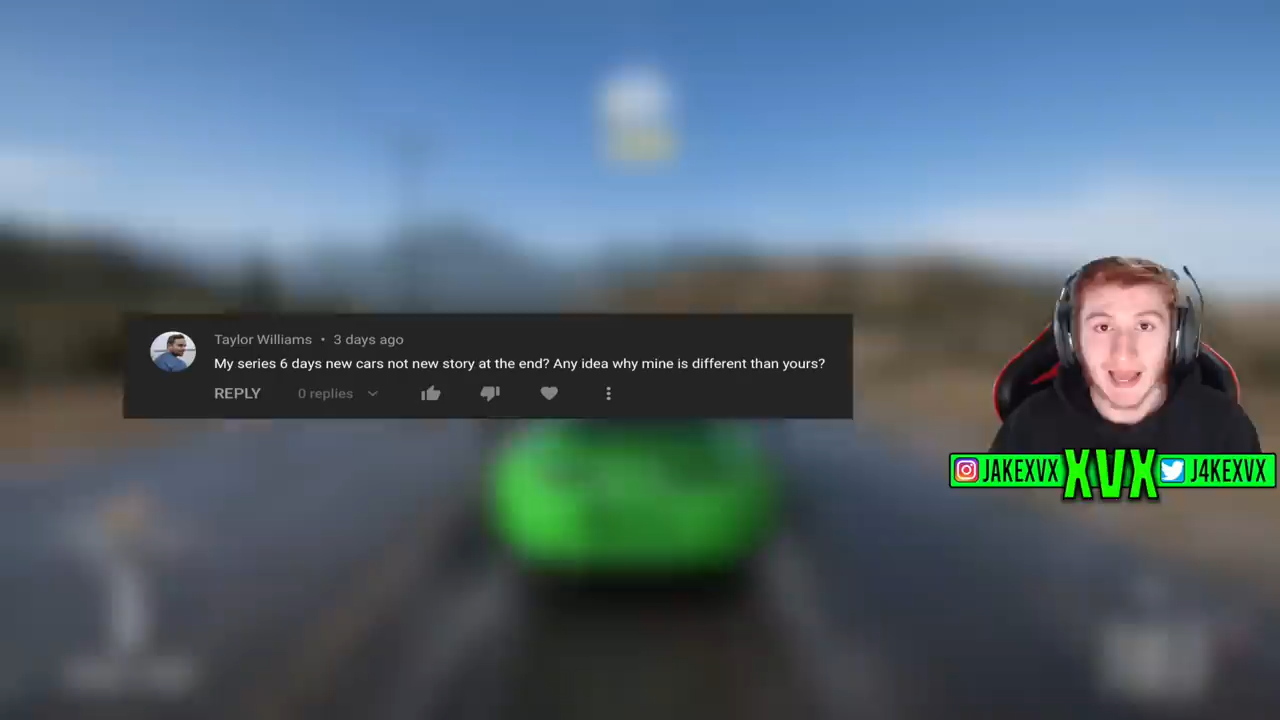 Taylor Williams • 3 days ago
My series 6 days new cars not new story at the end? Any idea why mine is different than yours?
REPLY 0 replies
JAKEXVX XVX J4KEXVX